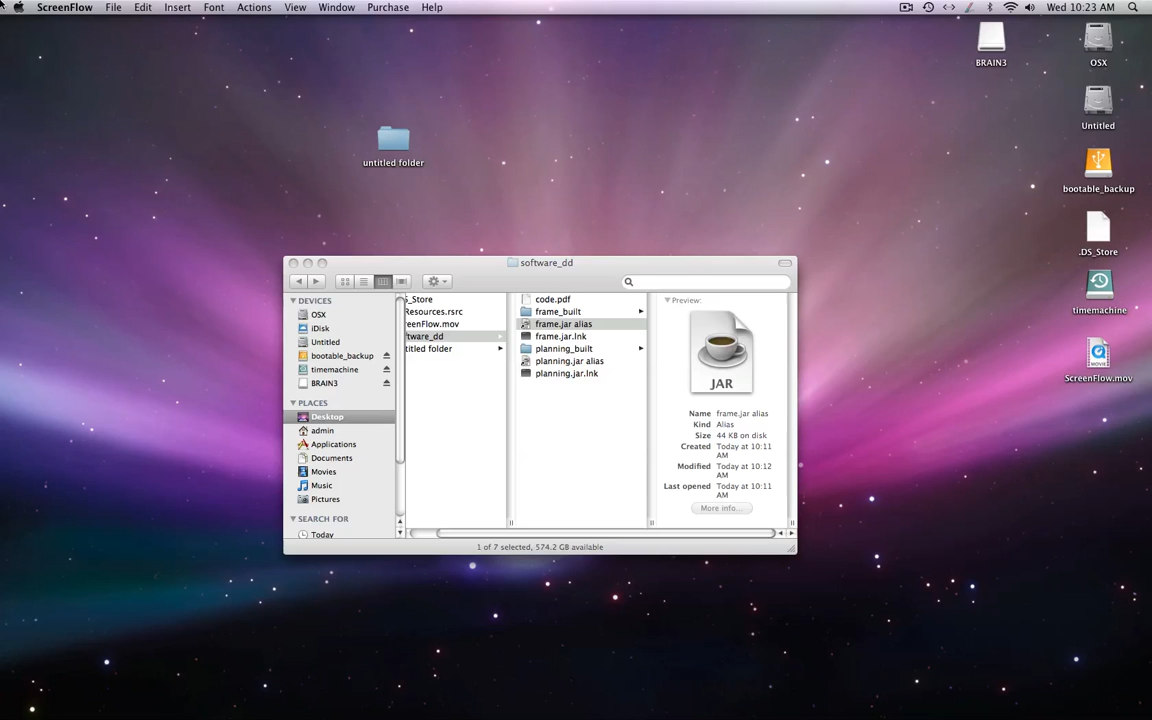 ScreenFlow File Edit Insert Font Actions View Window Purchase Help Wed 10:23 AM
BRAIN3
OSX
untitled folder
Untitled
bootable_backup
.DS_Store
timemachine
ScreenFlow.mov
software_dd
DEVICES
OSX
iDisk
Untitled
bootable_backup
timemachine
BRAIN3
PLACES
Desktop
admin
Applications
Documents
Movies
Music
Pictures
SEARCH FOR
Today
S_Store
Resources.rsrc
reenFlow.mov
ftware_dd
titled folder
code.pdf
frame_built
frame.jar alias
frame.jar.lnk
planning_built
planning.jar alias
planning.jar.lnk
Preview:
JAR
Name frame.jar alias
Kind Alias
Size 44 KB on disk
Created Today at 10:11
AM
Modified Today at 10:12
AM
Last opened Today at 10:11
AM
More info...
1 of 7 selected, 574.2 GB available